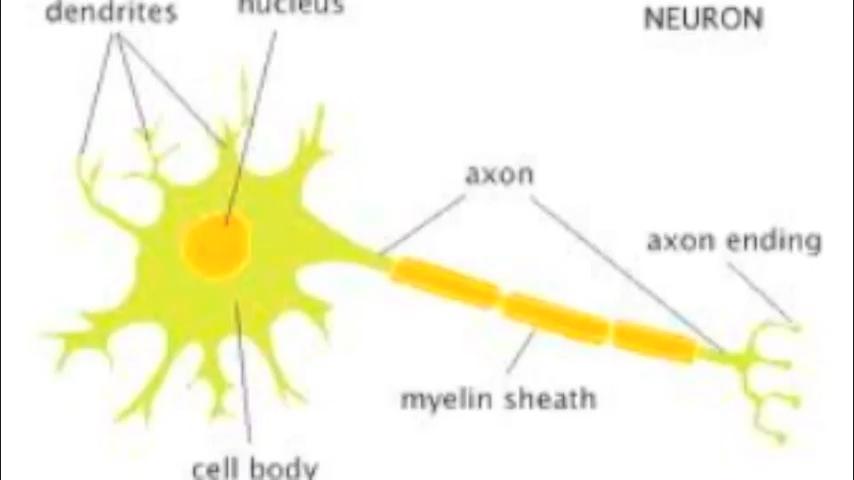 dendrites
nucleus
NEURON
axon
axon ending
myelin sheath
cell body